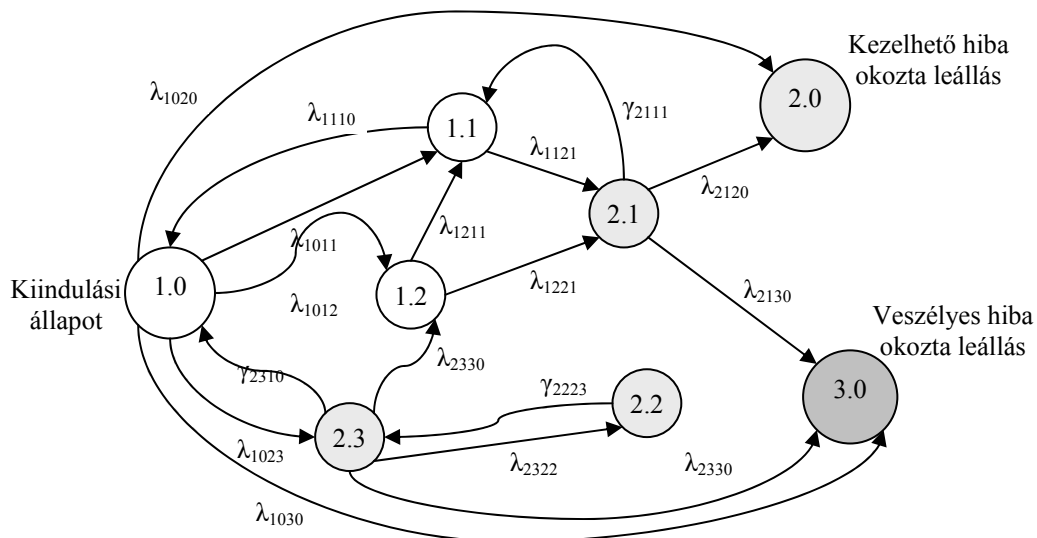 Kezelhető hiba
okozta leállás
2.0
λ1020
λ1110
1.1
γ2111
λ1121
λ2120
2.1
λ1011
λ1211
Kiindulási
állapot
1.0
λ1012
1.2
λ1221
λ2130
Veszélyes hiba
okozta leállás
λ2330
γ2310
γ2223
2.2
3.0
2.3
λ1023
λ2322
λ2330
λ1030